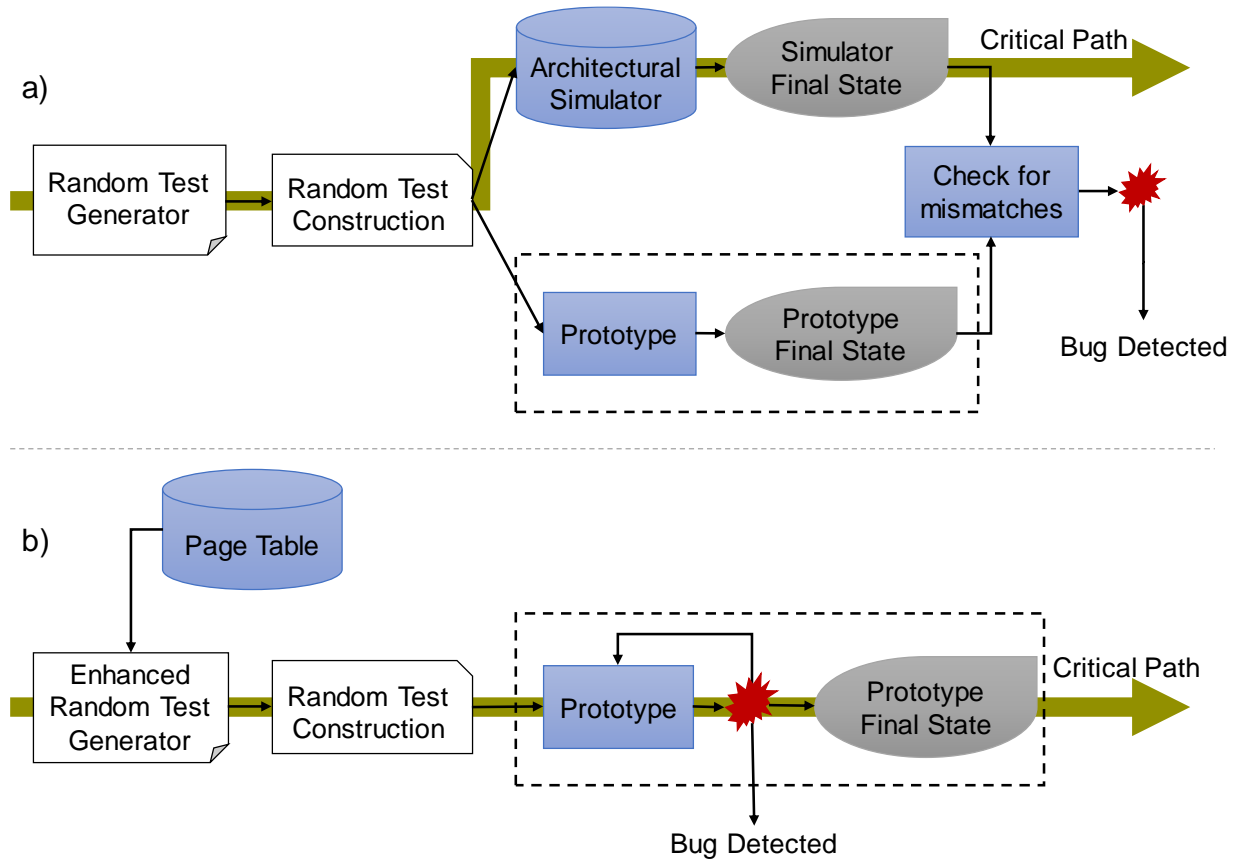 a)
Random Test
Generator
Random Test
Construction
Architectural
Simulator
Simulator
Final State
Critical Path
Check for
mismatches
Prototype
Prototype
Final State
Bug Detected
b)
Page Table
Enhanced
Random Test
Generator
Random Test
Construction
Prototype
Prototype
Final State
Critical Path
Bug Detected